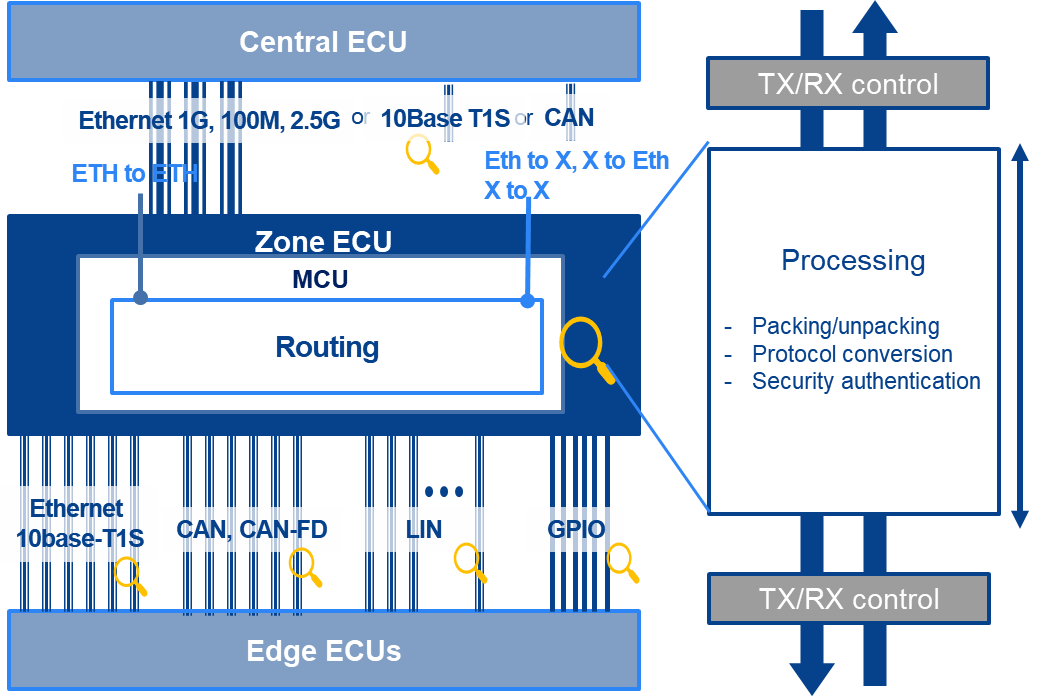 Central ECU
Ethernet 1G, 100M, 2.5G or 10Base T1S or CAN
ETH to ETH
Eth to X, X to Eth
X to X
Zone ECU
MCU
Routing
Ethernet
10base-T1S
CAN, CAN-FD
LIN
GPIO
Edge ECUs
TX/RX control
Processing
- Packing/unpacking
- Protocol conversion
- Security authentication
TX/RX control